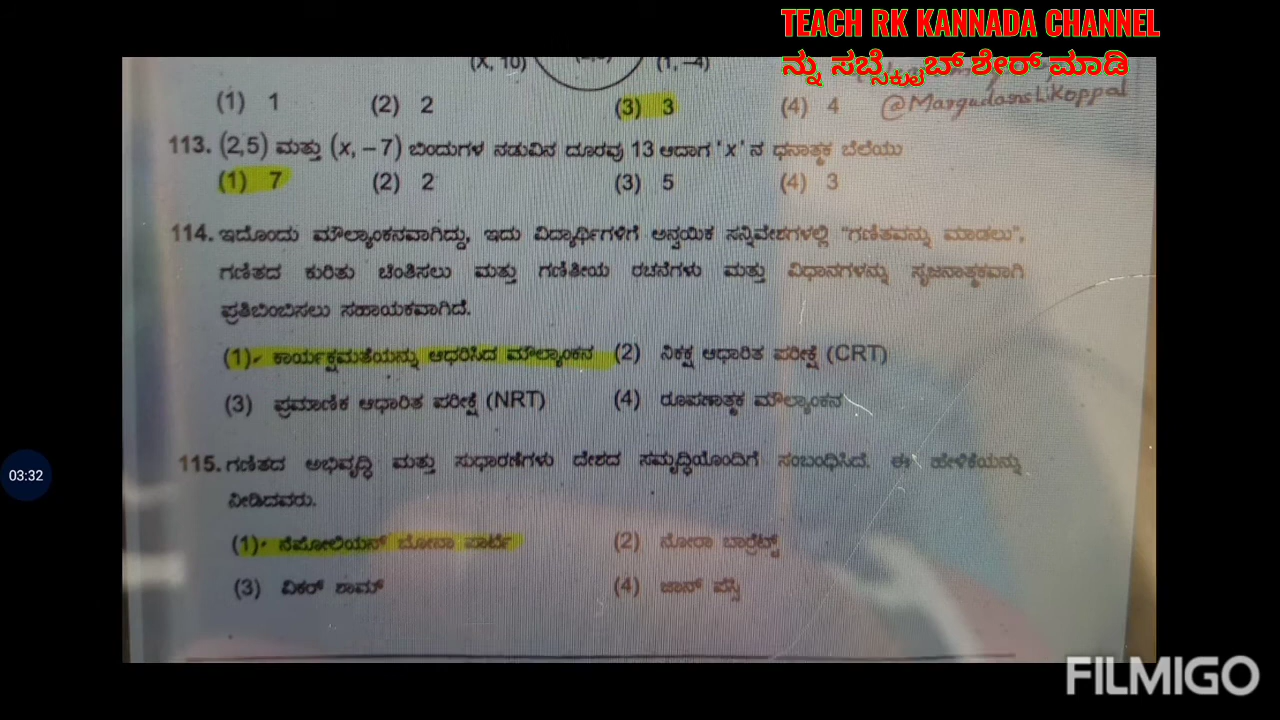 TEACH RK KANNADA CHANNEL
ನ್ನು ಸಬ್ಸ್ಕ್ರೈಬ್ ಶೇರ್ ಮಾಡಿ
(x, 10) (1, –4)
(1) 1 (2) 2 (3) 3 (4) 4
@MargadarsiKoppal
113. (2,5) ಮತ್ತು (x, – 7) ಬಿಂದುಗಳ ನಡುವಿನ ದೂರವು 13 ಆದಾಗ 'x' ನ ಧನಾತ್ಮಕ ಬೆಲೆಯು
(1) 7 (2) 2 (3) 5 (4) 3
114. ಇದೊಂದು ಮೌಲ್ಯಾಂಕನವಾಗಿದ್ದು, ಇದು ವಿದ್ಯಾರ್ಥಿಗಳಿಗೆ ಅನ್ವಯಿಕ ಸನ್ನಿವೇಶಗಳಲ್ಲಿ "ಗಣಿತವನ್ನು ಮಾಡಲು",
ಗಣಿತದ ಕುರಿತು ಚಿಂತಿಸಲು ಮತ್ತು ಗಣಿತೀಯ ರಚನೆಗಳು ಮತ್ತು ವಿಧಾನಗಳನ್ನು ಸೃಜನಾತ್ಮಕವಾಗಿ
ಪ್ರತಿಬಿಂಬಿಸಲು ಸಹಾಯಕವಾಗಿದೆ.
(1) ಕಾರ್ಯಕ್ಷಮತೆಯನ್ನು ಆಧರಿಸಿದ ಮೌಲ್ಯಾಂಕನ (2) ನಿಕಕ್ಷ ಆಧಾರಿತ ಪರೀಕ್ಷೆ (CRT)
(3) ಪ್ರಮಾಣಿಕ ಆಧಾರಿತ ಪರೀಕ್ಷೆ (NRT) (4) ರೂಪಣಾತ್ಮಕ ಮೌಲ್ಯಾಂಕನ
115. ಗಣಿತದ ಅಭಿವೃದ್ಧಿ ಮತ್ತು ಸುಧಾರಣೆಗಳು ದೇಶದ ಸಮೃದ್ಧಿಯೊಂದಿಗೆ ಸಂಬಂಧಿಸಿದೆ. ಈ ಹೇಳಿಕೆಯನ್ನು
ನೀಡಿದವರು.
(1) ನೆಪೋಲಿಯನ್ ಬೋನಾ ಪಾರ್ಟೆ (2) ನೋರಾ ಬಾರ್ರೆಟ್ಟ್
(3) ವಿಕರ್ ಶಾಮ್ (4) ಜಾನ್ ಪೆಸ್ಸಿ
03:32
FILMIGO